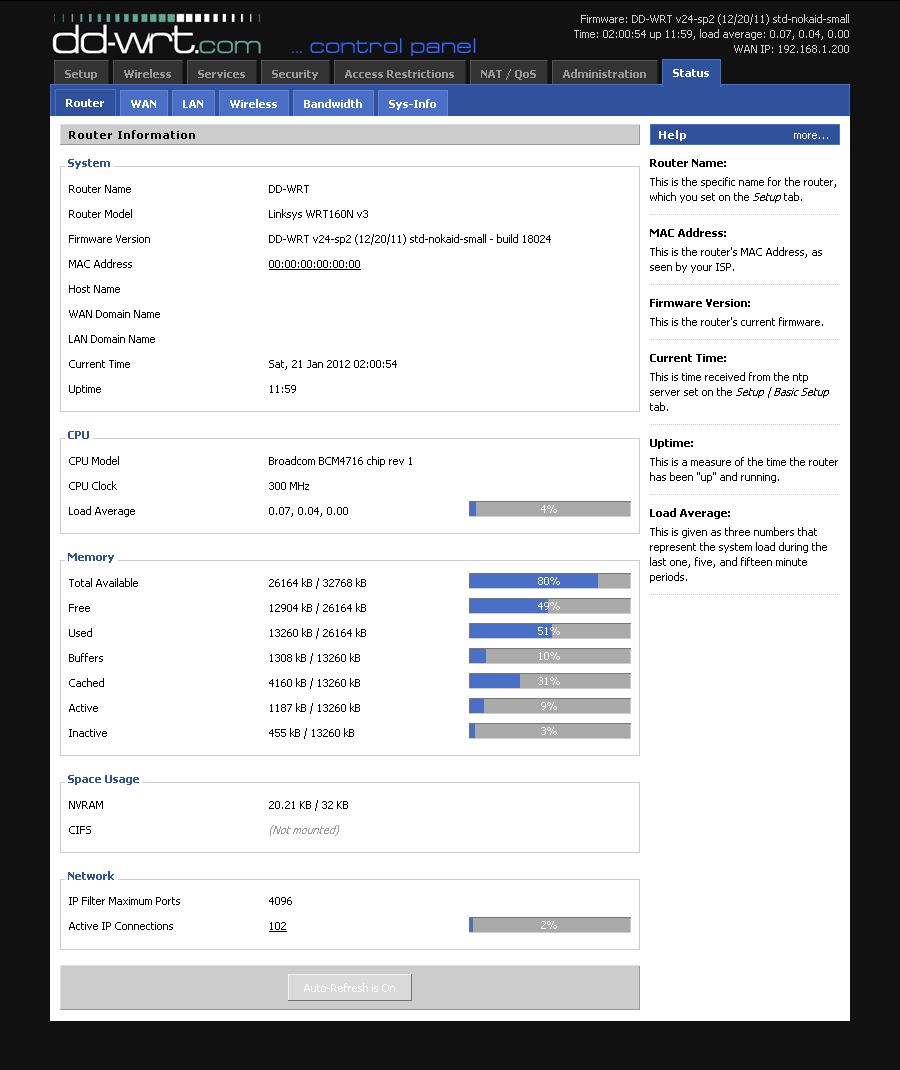 Firmware: DD-WRT v24-sp2 (12/20/11) std-nokaid-small
Time: 02:00:54 up 11:59, load average: 0.07, 0.04, 0.00
WAN IP: 192.168.1.200
dd-wrt.com ... control panel
Setup Wireless Services Security Access Restrictions NAT / QoS Administration Status
Router WAN LAN Wireless Bandwidth Sys-Info
Router Information
System
Router Name DD-WRT
Router Model Linksys WRT160N v3
Firmware Version DD-WRT v24-sp2 (12/20/11) std-nokaid-small - build 18024
MAC Address 00:00:00:00:00:00
Host Name
WAN Domain Name
LAN Domain Name
Current Time Sat, 21 Jan 2012 02:00:54
Uptime 11:59
CPU
CPU Model Broadcom BCM4716 chip rev 1
CPU Clock 300 MHz
Load Average 0.07, 0.04, 0.00 4%
Memory
Total Available 26164 kB / 32768 kB 80%
Free 12904 kB / 26164 kB 49%
Used 13260 kB / 26164 kB 51%
Buffers 1308 kB / 13260 kB 10%
Cached 4160 kB / 13260 kB 31%
Active 1187 kB / 13260 kB 9%
Inactive 455 kB / 13260 kB 3%
Space Usage
NVRAM 20.21 KB / 32 KB
CIFS (Not mounted)
Network
IP Filter Maximum Ports 4096
Active IP Connections 102 2%
Auto-Refresh is On
Help more...
Router Name:
This is the specific name for the router,
which you set on the Setup tab.
MAC Address:
This is the router's MAC Address, as
seen by your ISP.
Firmware Version:
This is the router's current firmware.
Current Time:
This is time received from the ntp
server set on the Setup / Basic Setup
tab.
Uptime:
This is a measure of the time the router
has been "up" and running.
Load Average:
This is given as three numbers that
represent the system load during the
last one, five, and fifteen minute
periods.